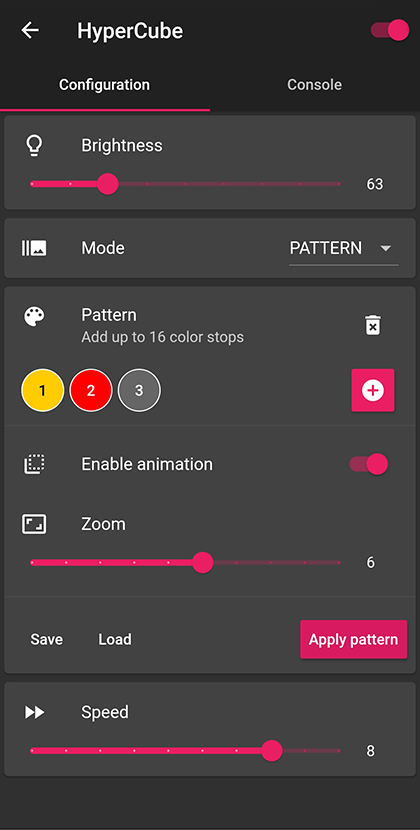 HyperCube
Configuration
Console
Brightness
63
Mode
PATTERN
Pattern
Add up to 16 color stops
1
2
3
Enable animation
Zoom
6
Save
Load
Apply pattern
Speed
8